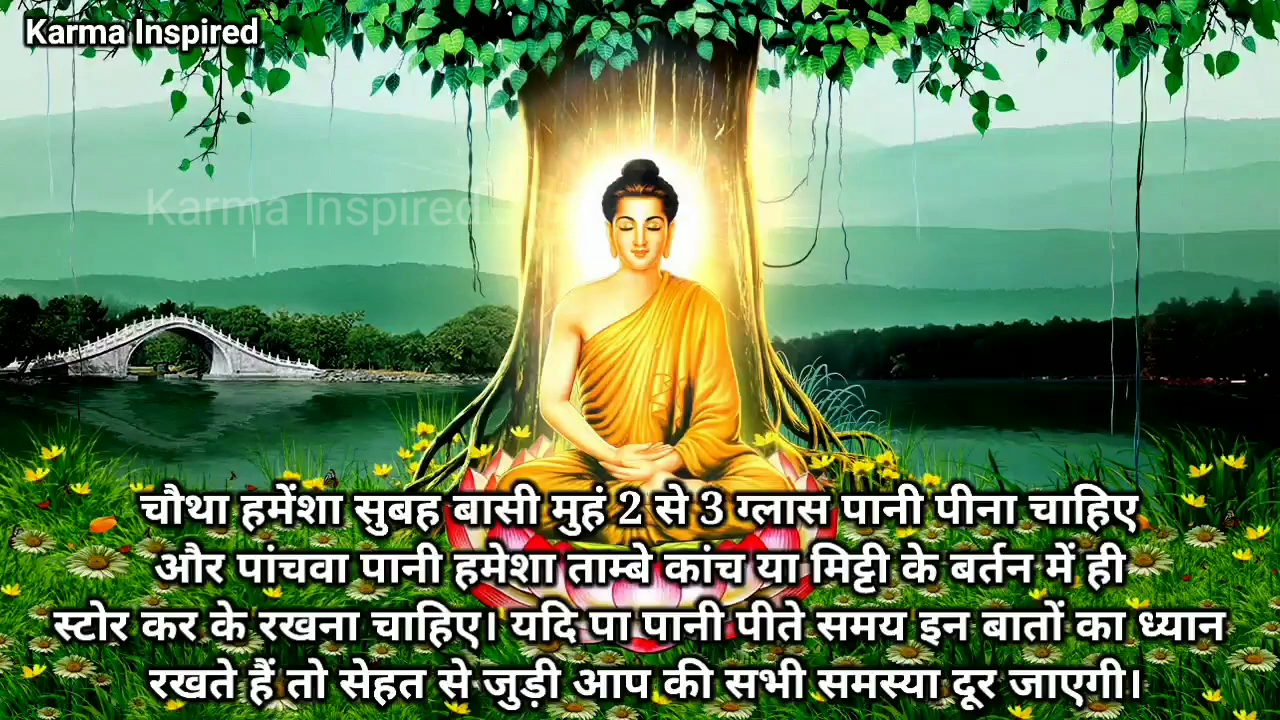 Karma Inspired
Karma Inspired
चौथा हमेंशा सुबह बासी मुहं 2 से 3 ग्लास पानी पीना चाहिए
और पांचवा पानी हमेशा ताम्बे कांच या मिट्टी के बर्तन में ही
स्टोर कर के रखना चाहिए। यदि पा पानी पीते समय इन बातों का ध्यान
रखते हैं तो सेहत से जुड़ी आप की सभी समस्या दूर जाएगी।